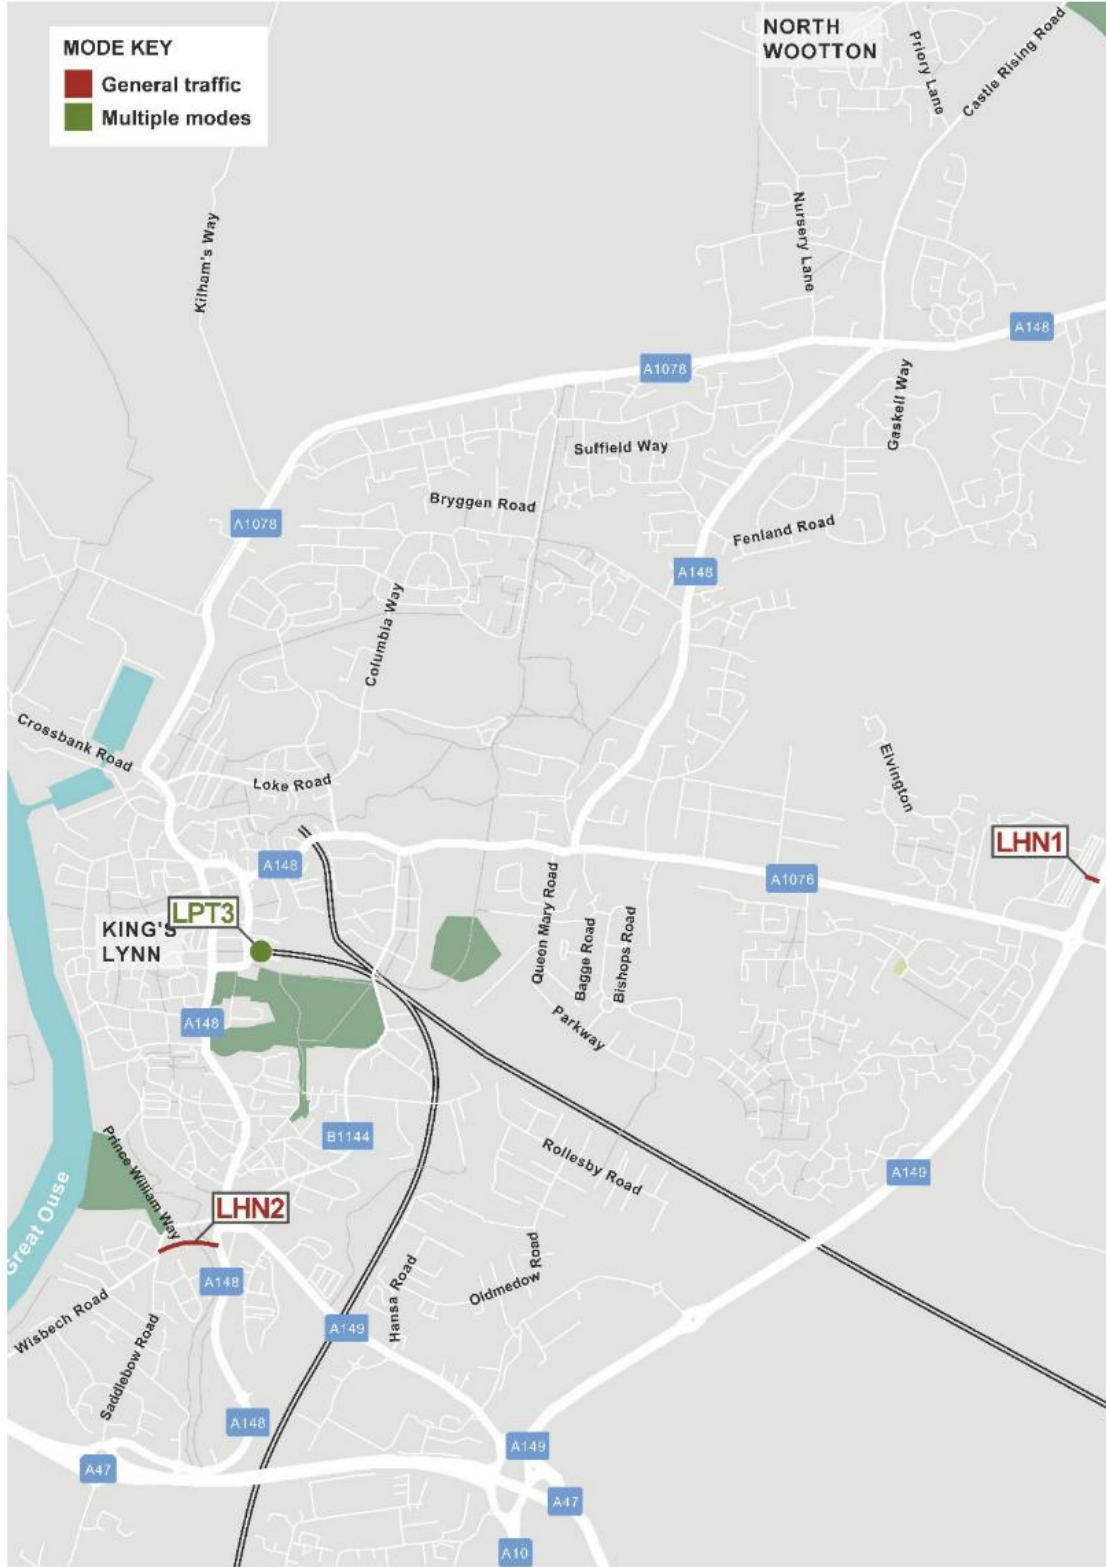 MODE KEY
General traffic
Multiple modes
NORTH
WOOTTON
Priory Lane
Castle Rising Road
Kilham's Way
Nursery Lane
A148
A1078
Gaskell Way
Suffield Way
Bryggen Road
A1078
Fenland Road
A148
Columbia Way
Crossbank Road
Elvington
Loke Road
LHN1
A148
A1076
Queen Mary Road
Bagge Road
Bishops Road
LPT3
KING'S
LYNN
A148
Parkway
B1144
Rollesby Road
A149
Prince William Way
LHN2
Great Ouse
A148
Hansa Road
Oldmedow Road
Wisbech Road
Saddlebow Road
A149
A148
A149
A47
A47
A10